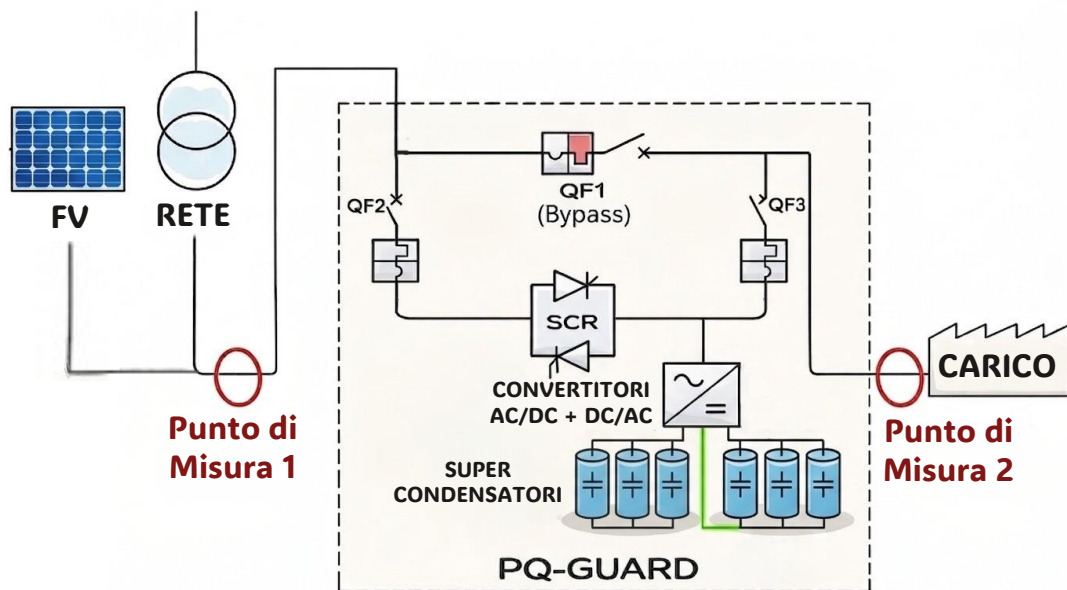 FV
RETE
Punto di
Misura 1
QF1
(Bypass)
QF2
QF3
SCR
CONVERTITORI
AC/DC + DC/AC
SUPER
CONDENSATORI
PQ-GUARD
CARICO
Punto di
Misura 2